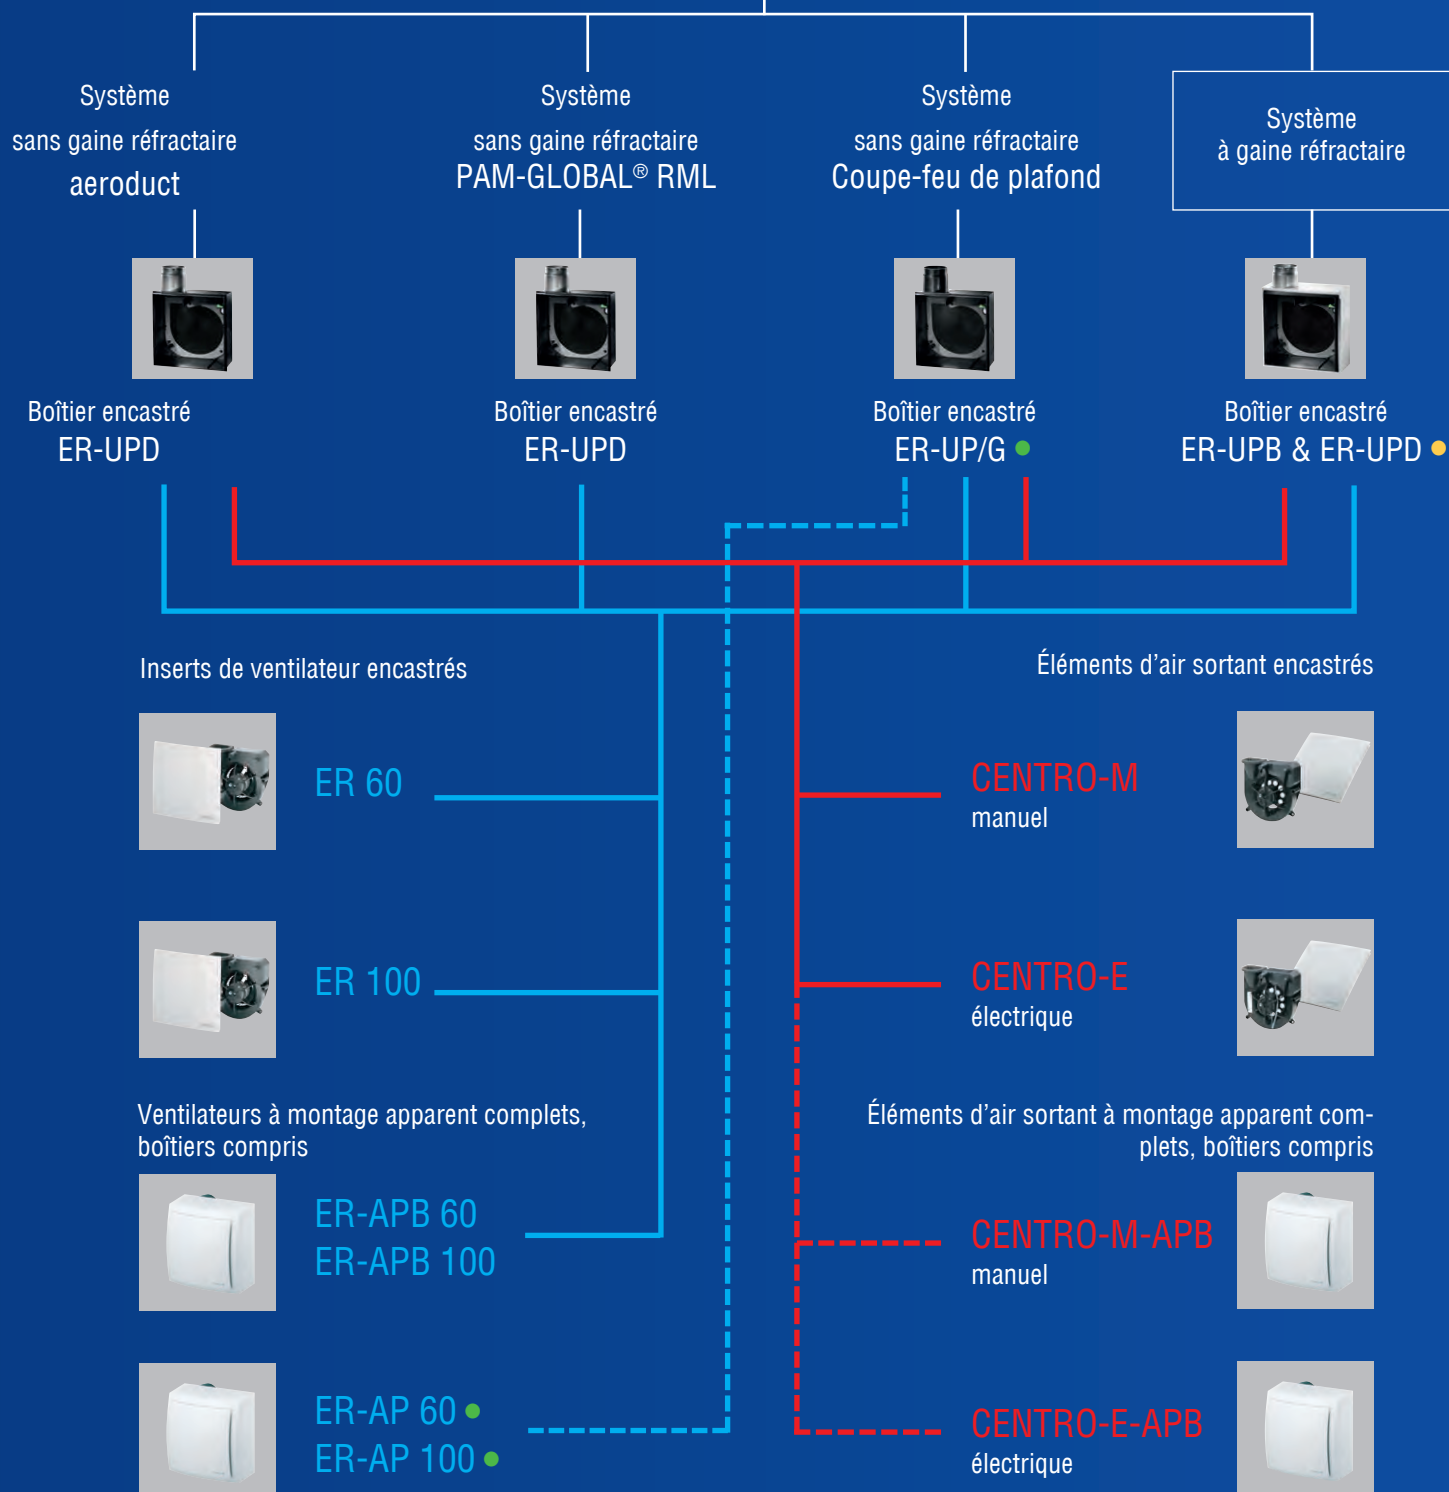 Système
sans gaine réfractaire
aeroduct
Système
sans gaine réfractaire
PAM-GLOBAL® RML
Système
sans gaine réfractaire
Coupe-feu de plafond
Système
à gaine réfractaire
Boîtier encastré
ER-UPD
Boîtier encastré
ER-UPD
Boîtier encastré
ER-UP/G
Boîtier encastré
ER-UPB & ER-UPD
Inserts de ventilateur encastrés
ER 60
ER 100
Ventilateurs à montage apparent complets,
boîtiers compris
ER-APB 60
ER-APB 100
ER-AP 60
ER-AP 100
Éléments d’air sortant encastrés
CENTRO-M
manuel
CENTRO-E
électrique
Éléments d’air sortant à montage apparent com-
plets, boîtiers compris
CENTRO-M-APB
manuel
CENTRO-E-APB
électrique